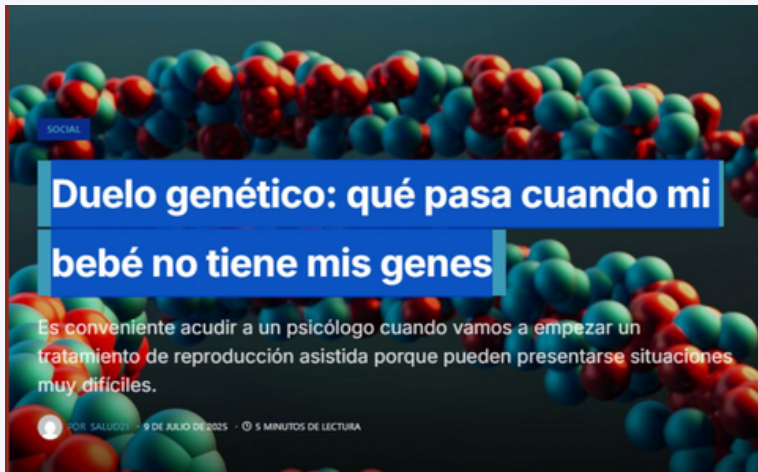 SOCIAL
Duelo genético: qué pasa cuando mi
bebé no tiene mis genes
Es conveniente acudir a un psicólogo cuando vamos a empezar un
tratamiento de reproducción asistida porque pueden presentarse situaciones
muy difíciles.
POR SALUD21 · 9 DE JULIO DE 2025 · 5 MINUTOS DE LECTURA